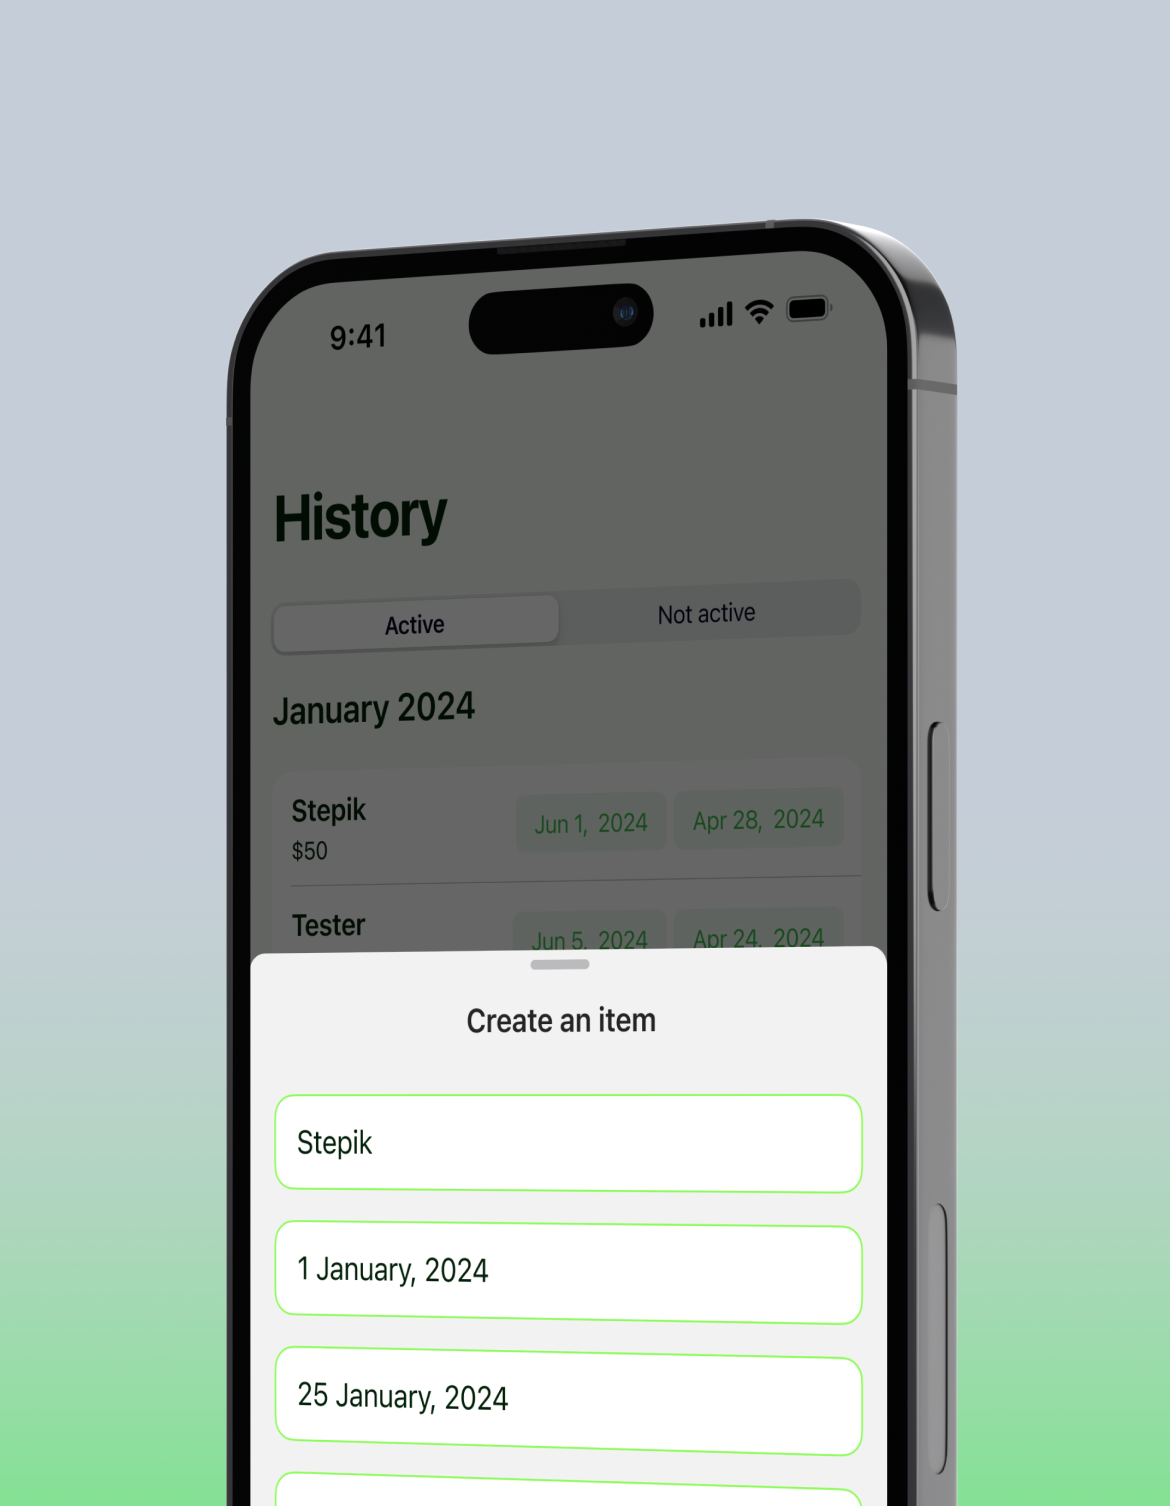 9:41
History
Active Not active
January 2024
Stepik Jun 1, 2024 Apr 28, 2024
$50
Tester Jun 5, 2024 Apr 24, 2024
Create an item
Stepik
1 January, 2024
25 January, 2024